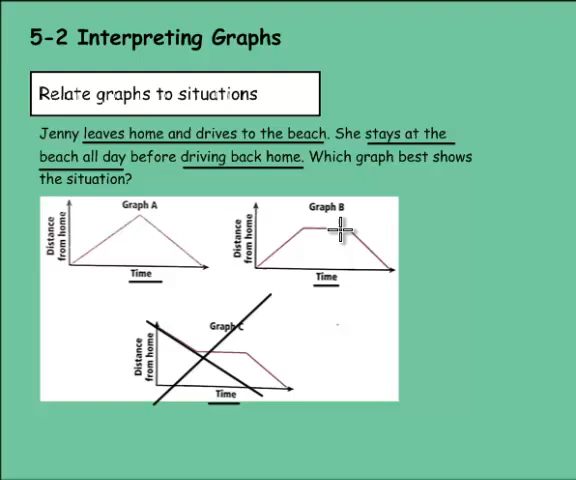 5-2 Interpreting Graphs
Relate graphs to situations
Jenny leaves home and drives to the beach. She stays at the
beach all day before driving back home. Which graph best shows
the situation?
Graph A
Distance
from home
Time
Graph B
Distance
from home
Time
Graph C
Distance
from home
Time